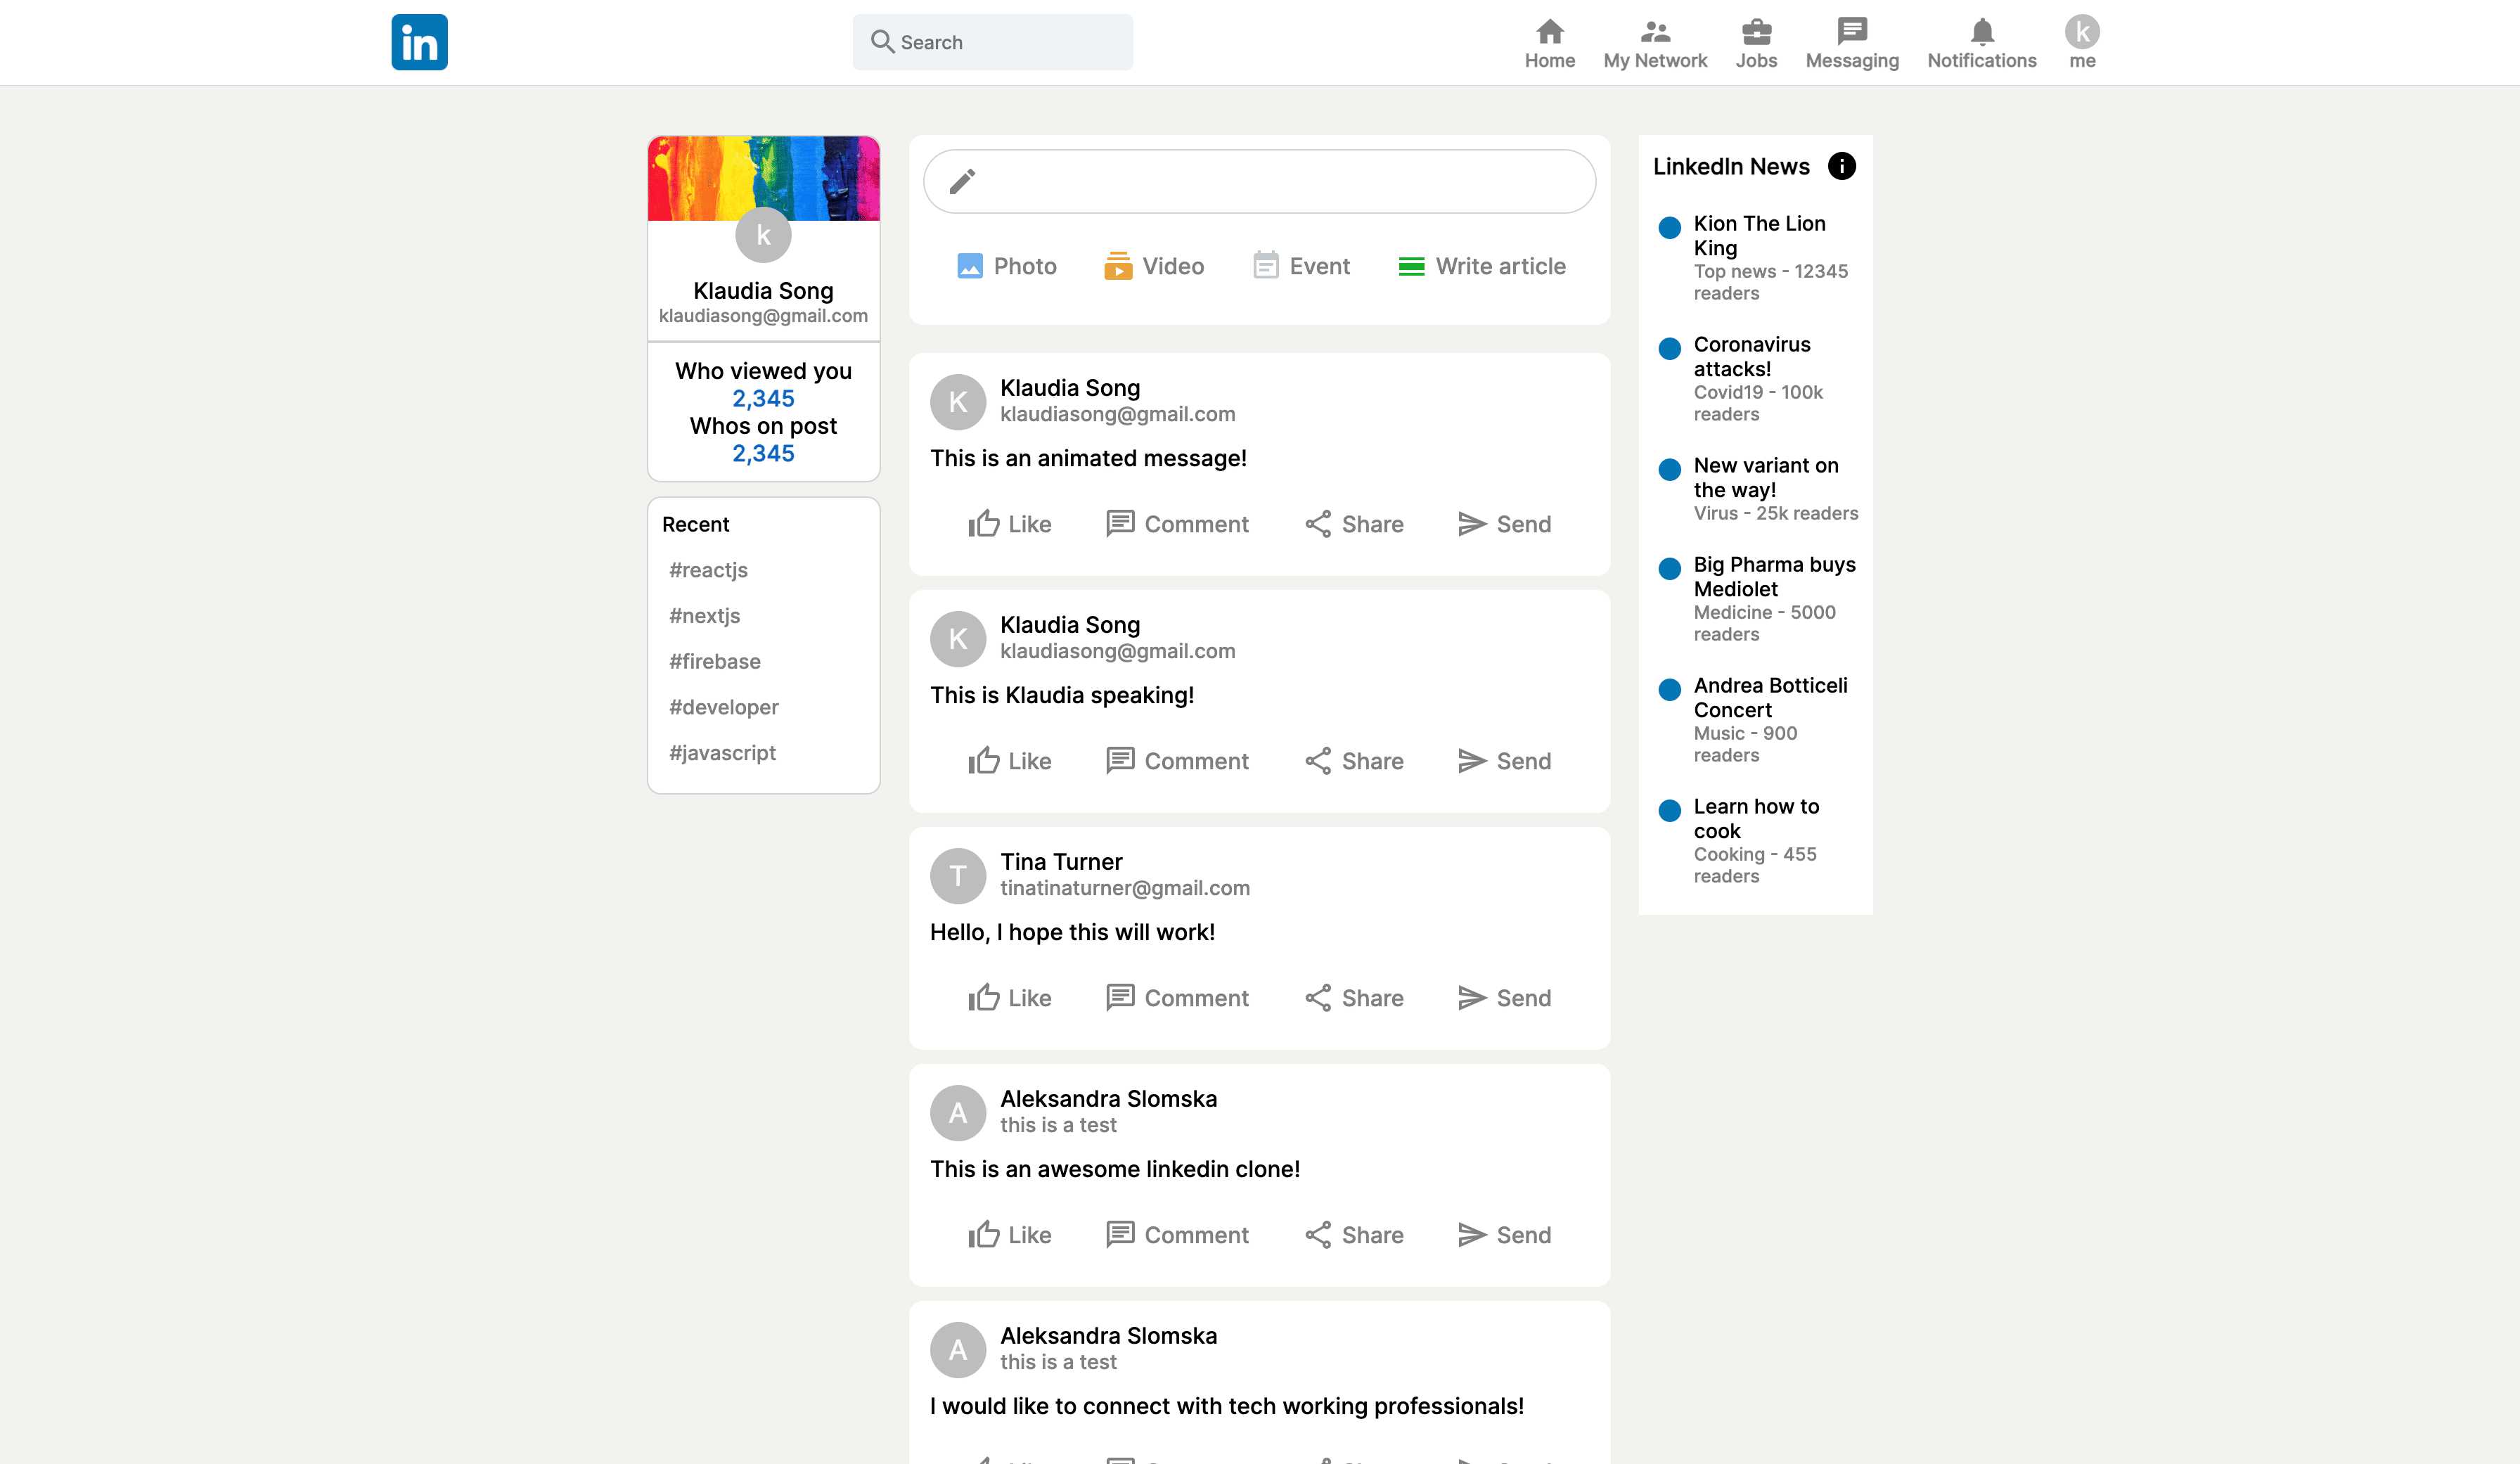 in
Search
Home
My Network
Jobs
Messaging
Notifications
k
me
k
Klaudia Song
klaudiasong@gmail.com
Who viewed you
2,345
Whos on post
2,345
Recent
#reactjs
#nextjs
#firebase
#developer
#javascript
Photo
Video
Event
Write article
K
Klaudia Song
klaudiasong@gmail.com
This is an animated message!
Like
Comment
Share
Send
K
Klaudia Song
klaudiasong@gmail.com
This is Klaudia speaking!
Like
Comment
Share
Send
T
Tina Turner
tinatinaturner@gmail.com
Hello, I hope this will work!
Like
Comment
Share
Send
A
Aleksandra Slomska
this is a test
This is an awesome linkedin clone!
Like
Comment
Share
Send
A
Aleksandra Slomska
this is a test
I would like to connect with tech working professionals!
LinkedIn News
Kion The Lion
King
Top news - 12345
readers
Coronavirus
attacks!
Covid19 - 100k
readers
New variant on
the way!
Virus - 25k readers
Big Pharma buys
Mediolet
Medicine - 5000
readers
Andrea Botticeli
Concert
Music - 900
readers
Learn how to
cook
Cooking - 455
readers